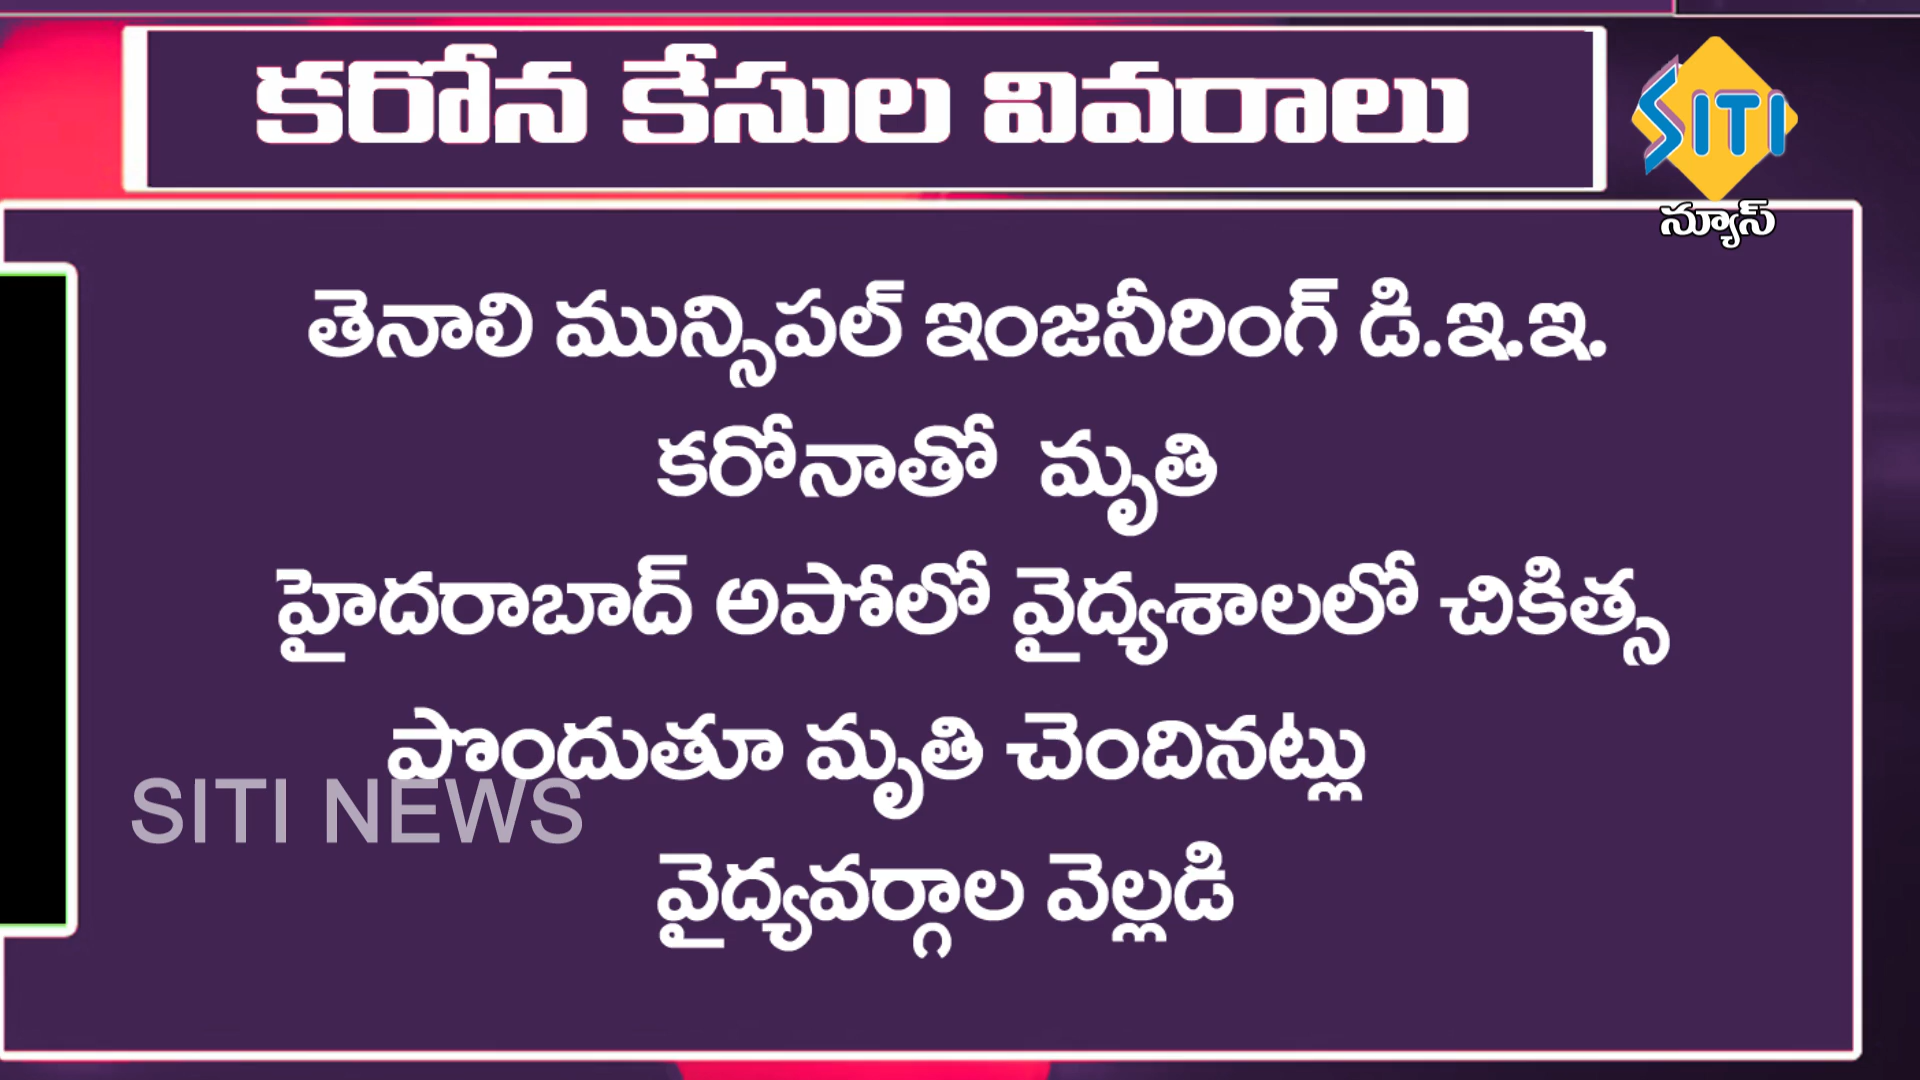 కరోన కేసుల వివరాలు
SITI
న్యూస్
తెనాలి మున్సిపల్ ఇంజనీరింగ్ డి.ఇ.ఇ.
కరోనాతో మృతి
హైదరాబాద్ అపోలో వైద్యశాలలో చికిత్స
పొందుతూ మృతి చెందినట్లు
SITI NEWS
వైద్యవర్గాల వెల్లడి